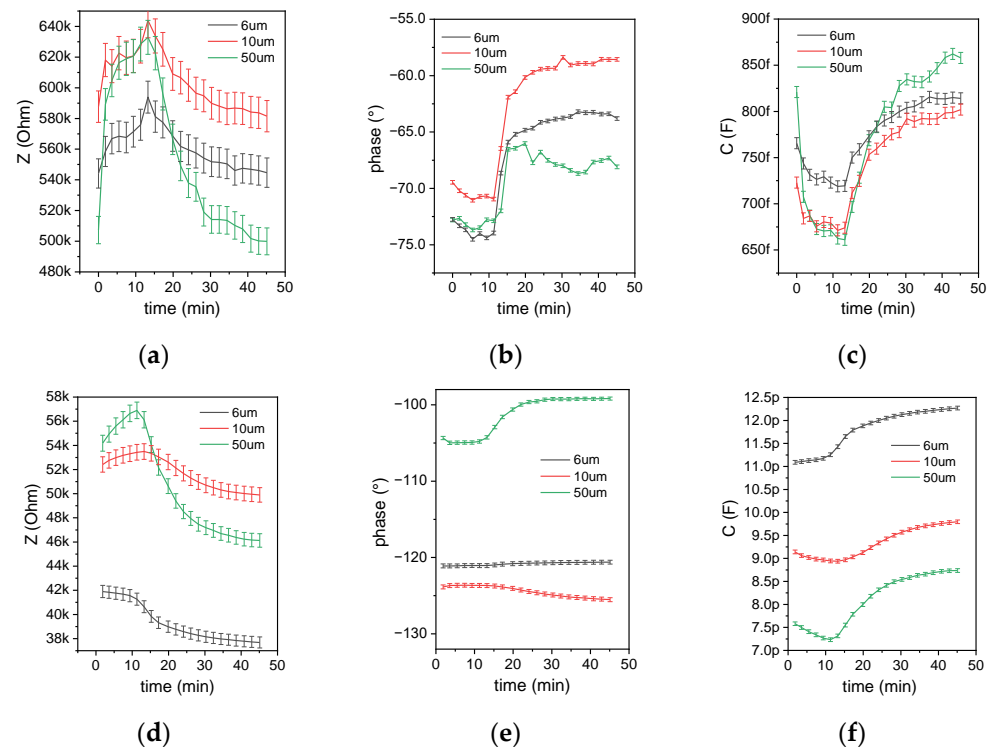 640k
620k
600k
580k
560k
540k
520k
500k
480k
Z (Ohm)
6um
10um
50um
0 10 20 30 40 50
time (min)
(a)
−55.0
−60.0
−65.0
−70.0
−75.0
phase (°)
6um
10um
50um
0 10 20 30 40 50
time (min)
(b)
850f
800f
750f
700f
650f
C (F)
6um
10um
50um
0 10 20 30 40 50
time (min)
(c)
58k
56k
54k
52k
50k
48k
46k
42k
40k
38k
Z (Ohm)
6um
10um
50um
0 10 20 30 40 50
time (min)
(d)
−100
−110
−120
−130
phase (°)
6um
10um
50um
0 10 20 30 40 50
time (min)
(e)
12.5p
12.0p
11.5p
11.0p
10.0p
9.5p
9.0p
8.5p
8.0p
7.5p
7.0p
C (F)
6um
10um
50um
0 10 20 30 40 50
time (min)
(f)